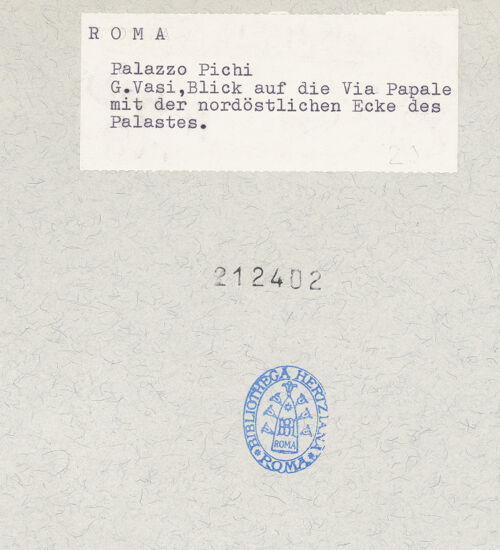 R O M A
Palazzo Pichi
G.Vasi,Blick auf die Via Papale
mit der nordöstlichen Ecke des
Palastes.
212402
BIBLIOTHECA HERTZIANA
ROMA
* ROMA *